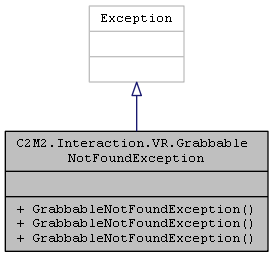 Exception
C2M2.Interaction.VR.Grabbable
NotFoundException
+ GrabbableNotFoundException()
+ GrabbableNotFoundException()
+ GrabbableNotFoundException()